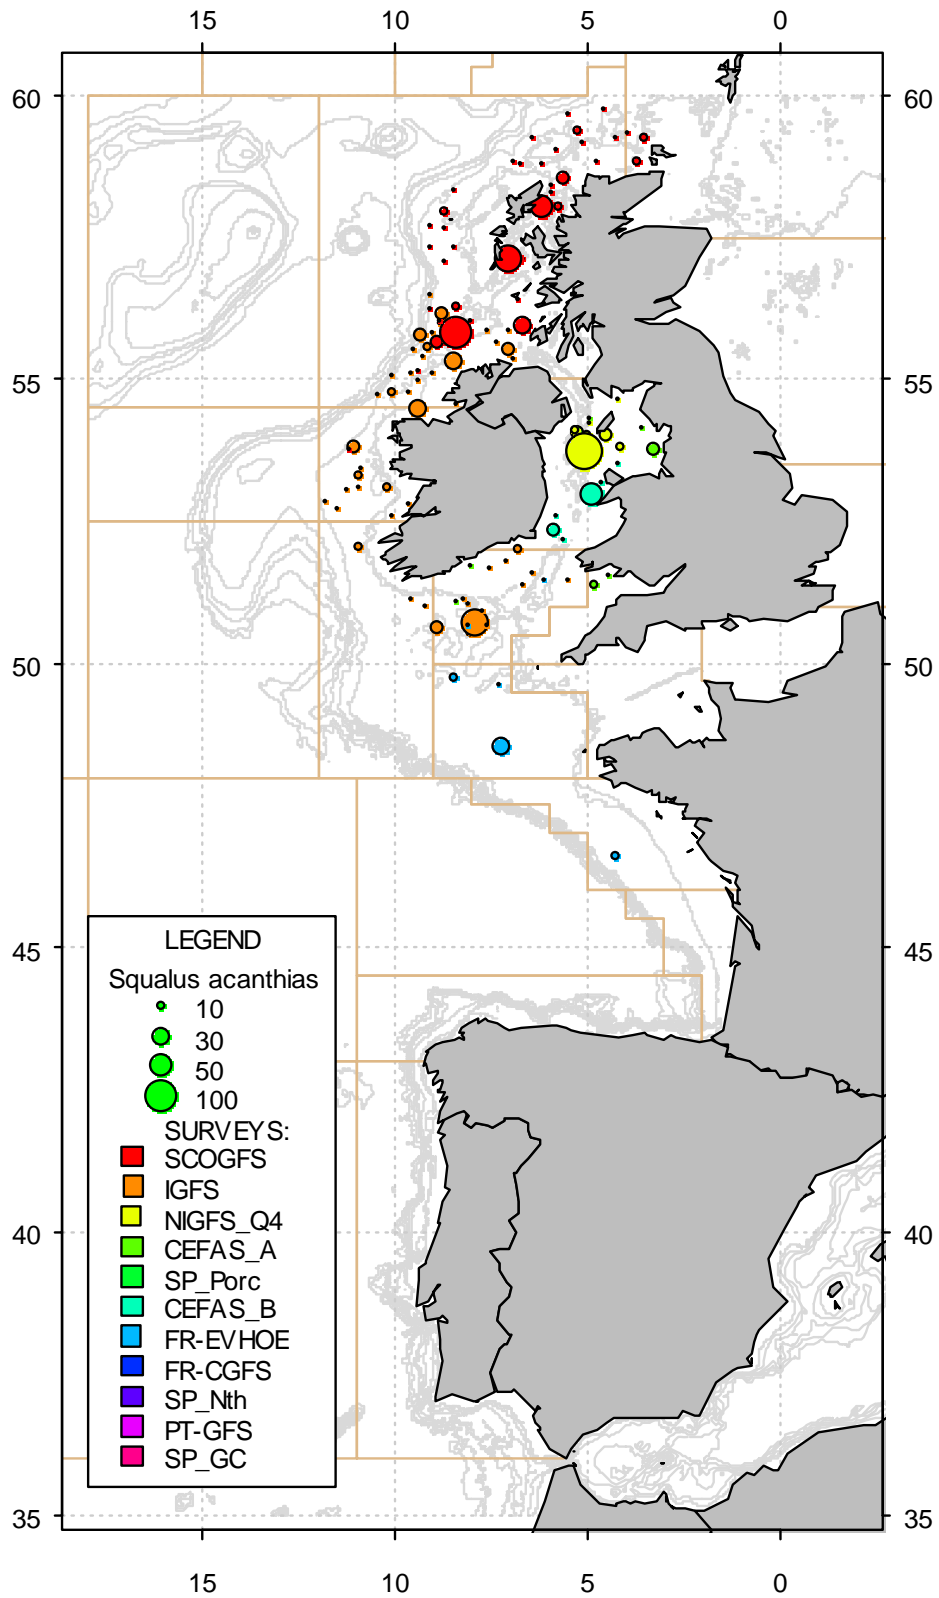 15 10 5 0
60 60
55 55
50 50
45 45
LEGEND
Squalus acanthias
10
30
50
100
SURVEYS:
SCOGFS
IGFS
NIGFS_Q4
CEFAS_A
SP_Porc
CEFAS_B
FR-EVHOE
FR-CGFS
SP_Nth
PT-GFS
SP_GC
40 40
35 35
15 10 5 0